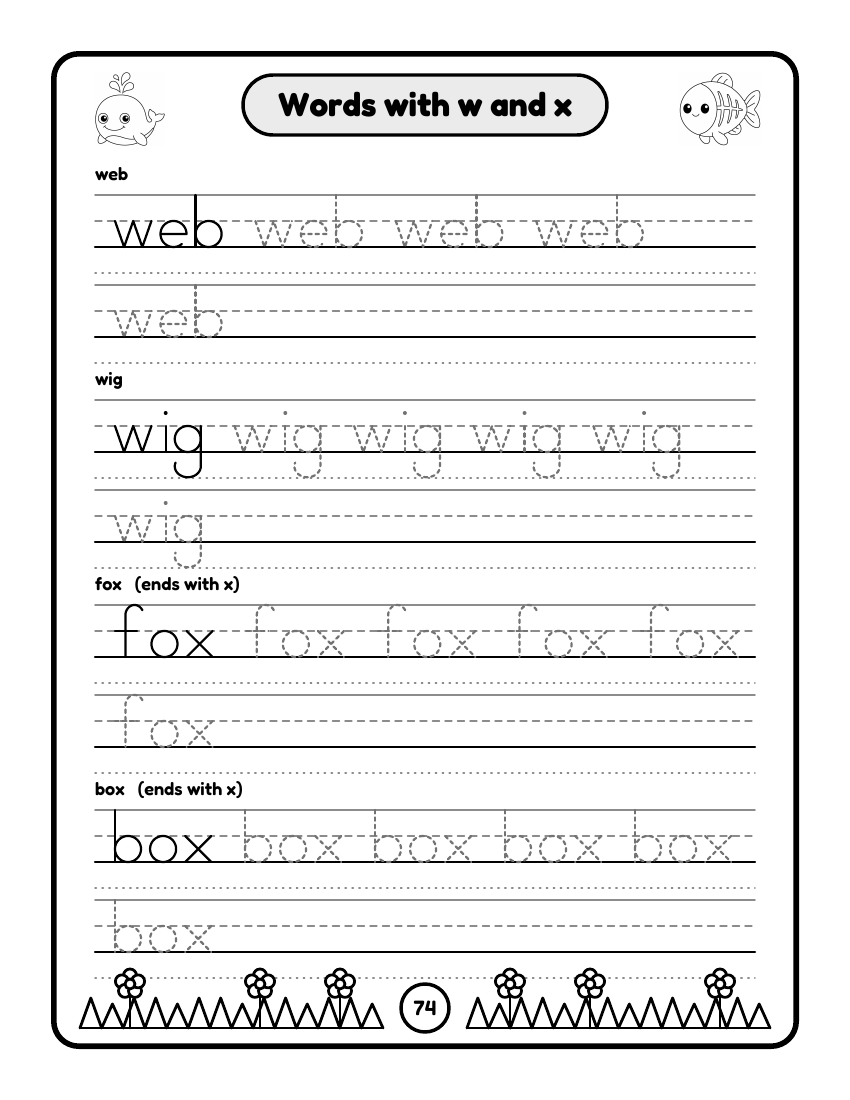 Words with w and x
web
web web web web
web
wig
wig wig wig wig wig
wig
fox (ends with x)
fox fox fox fox fox
fox
box (ends with x)
box box box box box
box
74